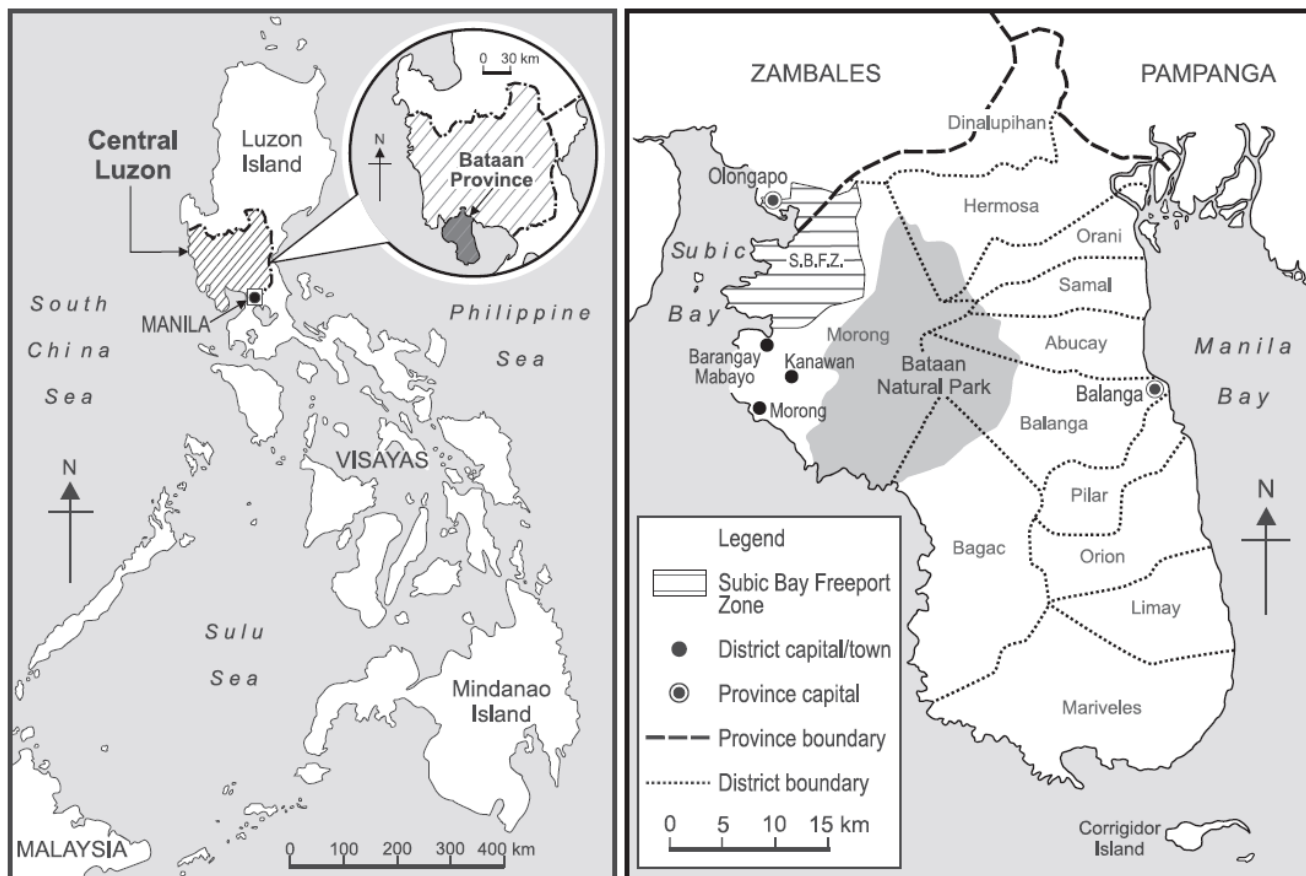 0 30 km
N
Central
Luzon
Luzon
Island
Bataan
Province
South
China
Sea
MANILA
Philippine
Sea
N
VISAYAS
Sulu
Sea
Mindanao
Island
MALAYSIA
0 100 200 300 400 km
ZAMBALES
PAMPANGA
Dinalupihan
Olongapo
Hermosa
Subic
Bay
S.B.F.Z.
Orani
Samal
Morong
Abucay
Manila
Bay
Barangay
Mabayo
Kanawan
Bataan
Natural Park
Balanga
Morong
Balanga
Pilar
N
Legend
Subic Bay Freeport
Zone
District capital/town
Province capital
Province boundary
District boundary
0 5 10 15 km
Bagac
Orion
Limay
Mariveles
Corrigidor
Island